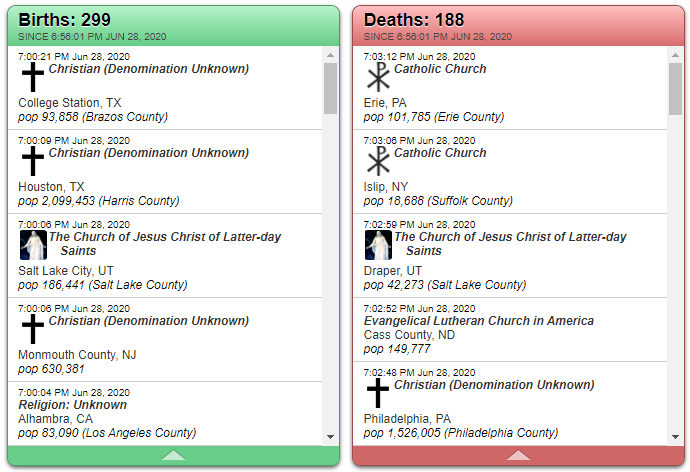 Births: 299
SINCE 6:56:01 PM JUN 28, 2020
7:00:21 PM Jun 28, 2020
Christian (Denomination Unknown)
College Station, TX
pop 93,858 (Brazos County)
7:00:09 PM Jun 28, 2020
Christian (Denomination Unknown)
Houston, TX
pop 2,099,453 (Harris County)
7:00:06 PM Jun 28, 2020
The Church of Jesus Christ of Latter-day
Saints
Salt Lake City, UT
pop 186,441 (Salt Lake County)
7:00:06 PM Jun 28, 2020
Christian (Denomination Unknown)
Monmouth County, NJ
pop 630,381
7:00:04 PM Jun 28, 2020
Religion: Unknown
Alhambra, CA
pop 83,090 (Los Angeles County)
Deaths: 188
SINCE 6:56:01 PM JUN 28, 2020
7:03:12 PM Jun 28, 2020
Catholic Church
Erie, PA
pop 101,785 (Erie County)
7:03:06 PM Jun 28, 2020
Catholic Church
Islip, NY
pop 18,688 (Suffolk County)
7:02:59 PM Jun 28, 2020
The Church of Jesus Christ of Latter-day
Saints
Draper, UT
pop 42,273 (Salt Lake County)
7:02:52 PM Jun 28, 2020
Evangelical Lutheran Church in America
Cass County, ND
pop 149,777
7:02:48 PM Jun 28, 2020
Christian (Denomination Unknown)
Philadelphia, PA
pop 1,526,005 (Philadelphia County)